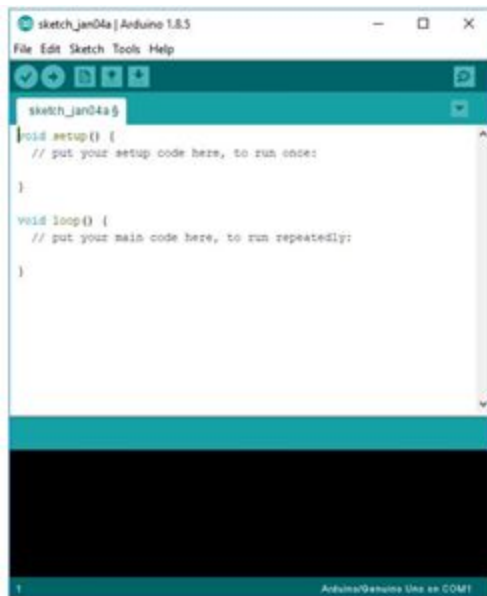 sketch_jan04a | Arduino 1.8.5
File Edit Sketch Tools Help
sketch_jan04a §
void setup() {
// put your setup code here, to run once:
}
void loop() {
// put your main code here, to run repeatedly:
}
1 Arduino/Genuino Uno on COM1